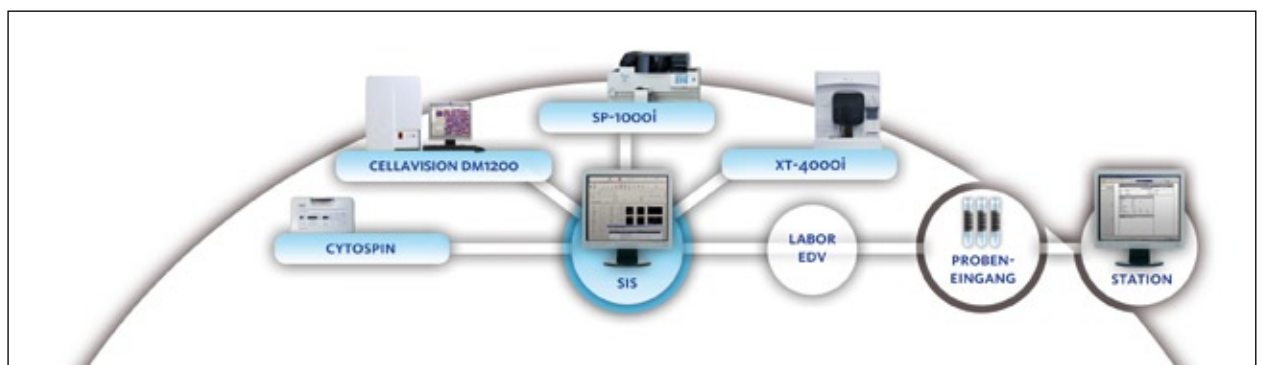 SP-1000i
CELLAVISION DM1200
XT-4000i
CYTOSPIN
SIS
LABOR
EDV
PROBEN-
EINGANG
STATION